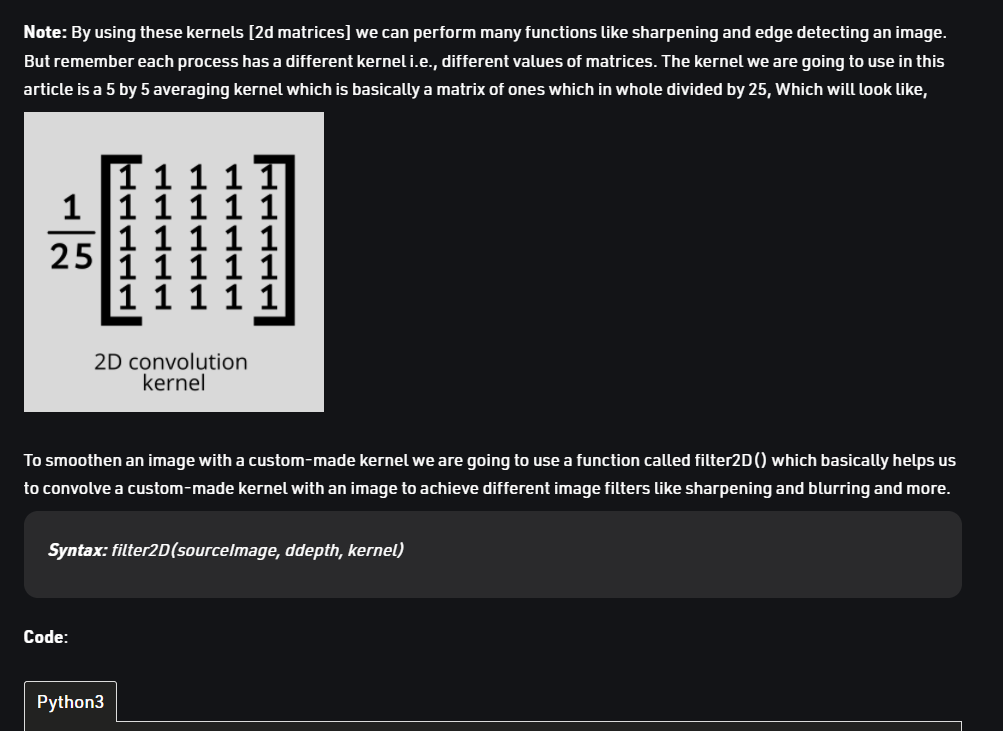 Note: By using these kernels [2d matrices] we can perform many functions like sharpening and edge detecting an image.
But remember each process has a different kernel i.e., different values of matrices. The kernel we are going to use in this
article is a 5 by 5 averaging kernel which is basically a matrix of ones which in whole divided by 25, Which will look like,
1
25
1 1 1 1 1
1 1 1 1 1
1 1 1 1 1
1 1 1 1 1
1 1 1 1 1
2D convolution
kernel
To smoothen an image with a custom-made kernel we are going to use a function called filter2D() which basically helps us
to convolve a custom-made kernel with an image to achieve different image filters like sharpening and blurring and more.
Syntax: filter2D(sourceImage, ddepth, kernel)
Code:
Python3